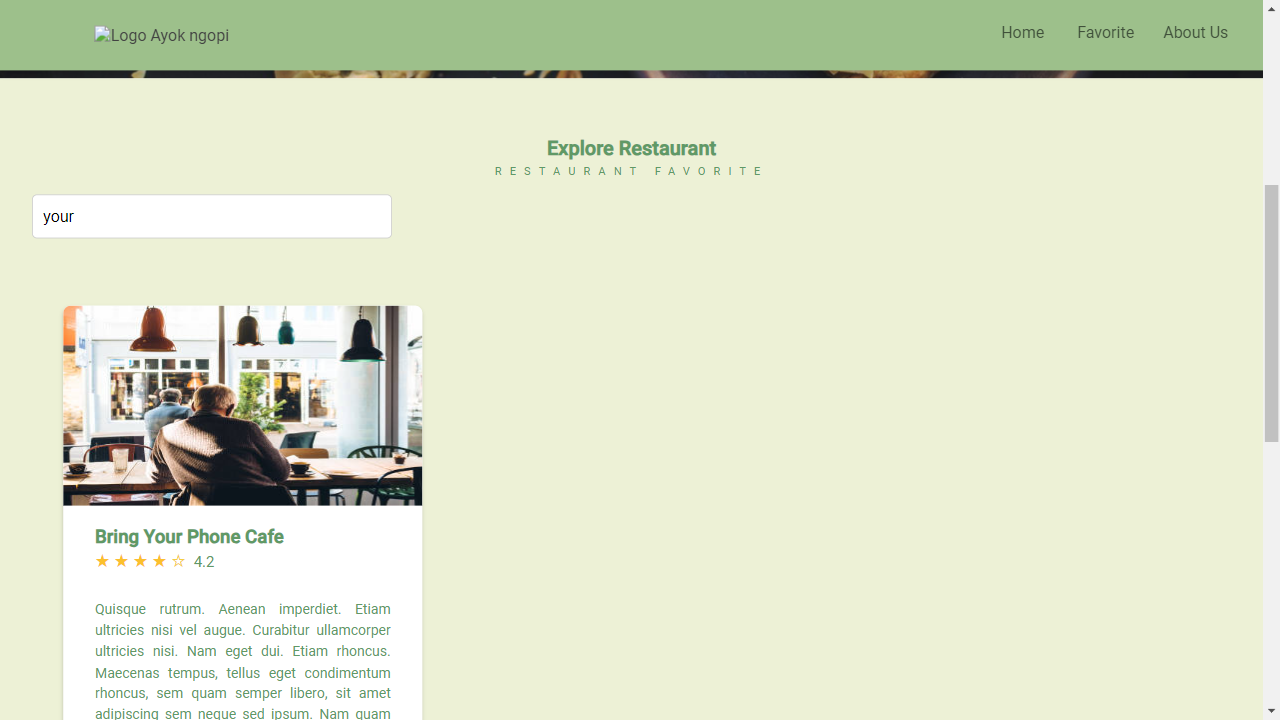 Logo Ayok ngopi
Home Favorite About Us
Explore Restaurant
RESTAURANT FAVORITE
your
Bring Your Phone Cafe
★ ★ ★ ★ ☆ 4.2
Quisque rutrum. Aenean imperdiet. Etiam
ultricies nisi vel augue. Curabitur ullamcorper
ultricies nisi. Nam eget dui. Etiam rhoncus.
Maecenas tempus, tellus eget condimentum
rhoncus, sem quam semper libero, sit amet
adipiscing sem neque sed ipsum. Nam quam